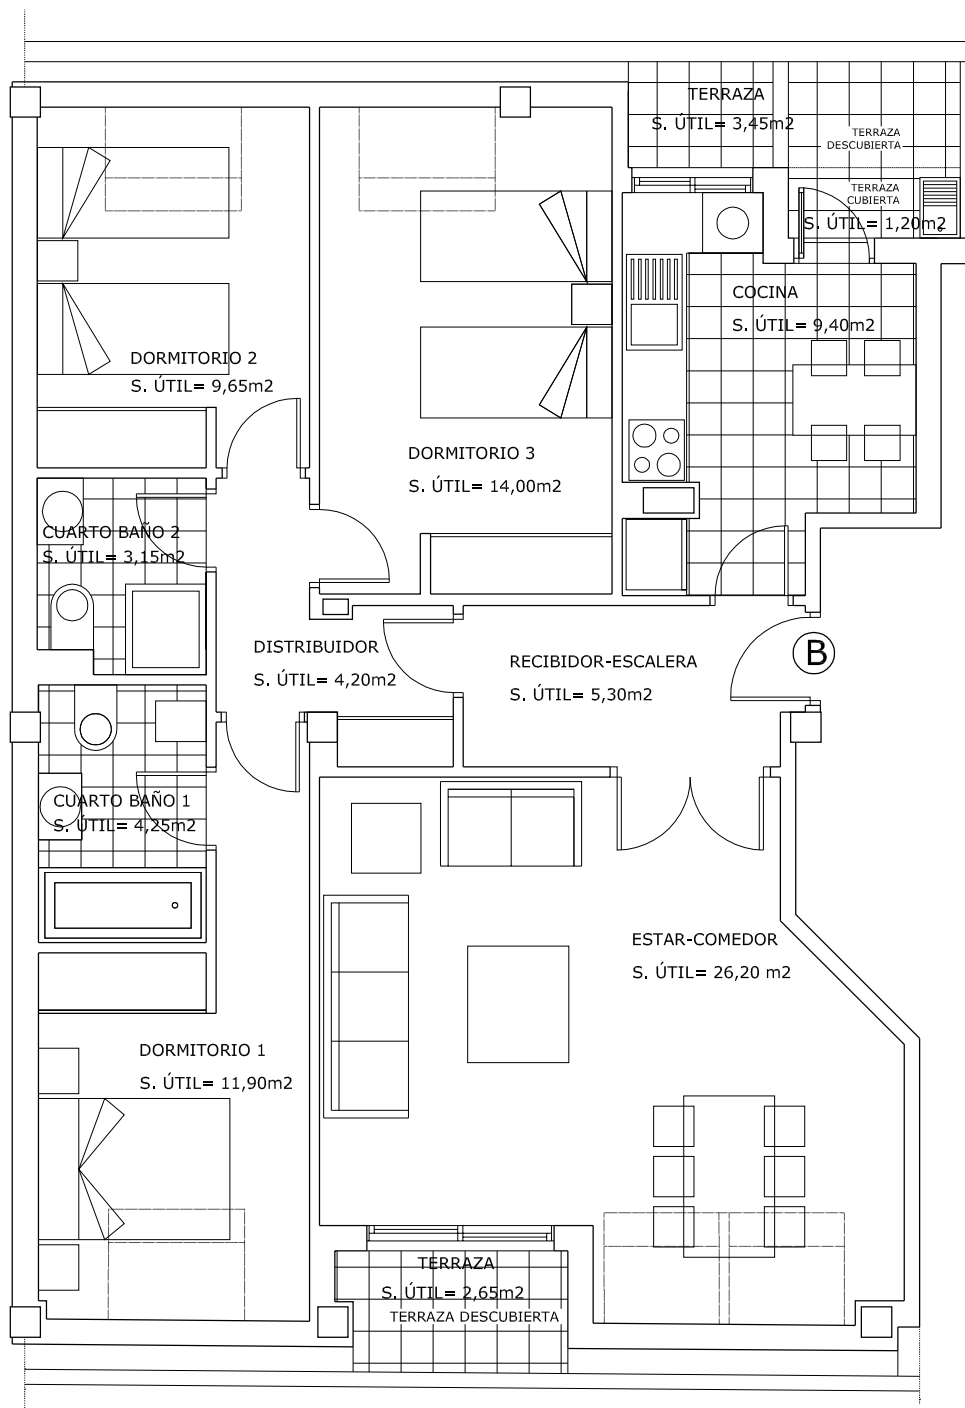 TERRAZA
S. ÚTIL= 3,45m2
TERRAZA
DESCUBIERTA
TERRAZA
CUBIERTA
S. ÚTIL= 1,20m2
COCINA
S. ÚTIL= 9,40m2
DORMITORIO 2
S. ÚTIL= 9,65m2
DORMITORIO 3
S. ÚTIL= 14,00m2
CUARTO BAÑO 2
S. ÚTIL= 3,15m2
DISTRIBUIDOR
S. ÚTIL= 4,20m2
RECIBIDOR-ESCALERA
S. ÚTIL= 5,30m2
B
CUARTO BAÑO 1
S. ÚTIL= 4,25m2
ESTAR-COMEDOR
S. ÚTIL= 26,20 m2
DORMITORIO 1
S. ÚTIL= 11,90m2
TERRAZA
S. ÚTIL= 2,65m2
TERRAZA DESCUBIERTA